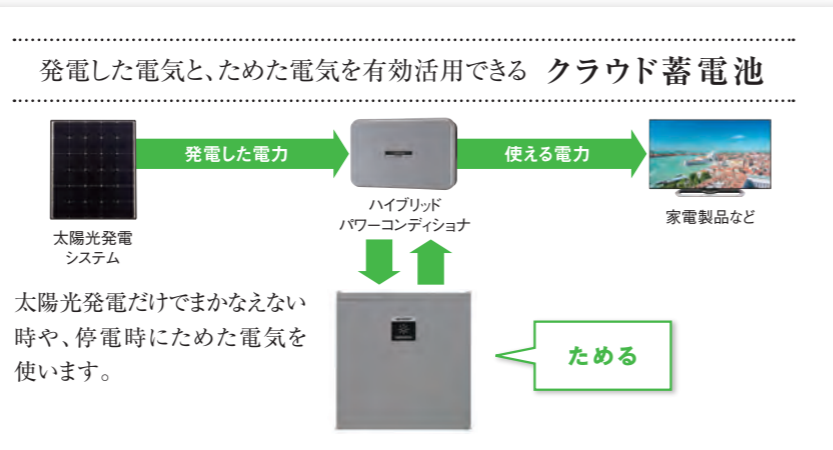 発電した電気と、ためた電気を有効活用できる クラウド蓄電池
発電した電力
使える電力
太陽光発電
システム
ハイブリッド
パワーコンディショナ
家電製品など
太陽光発電だけでまかなえない
時や、停電時にためた電気を
使います。
ためる